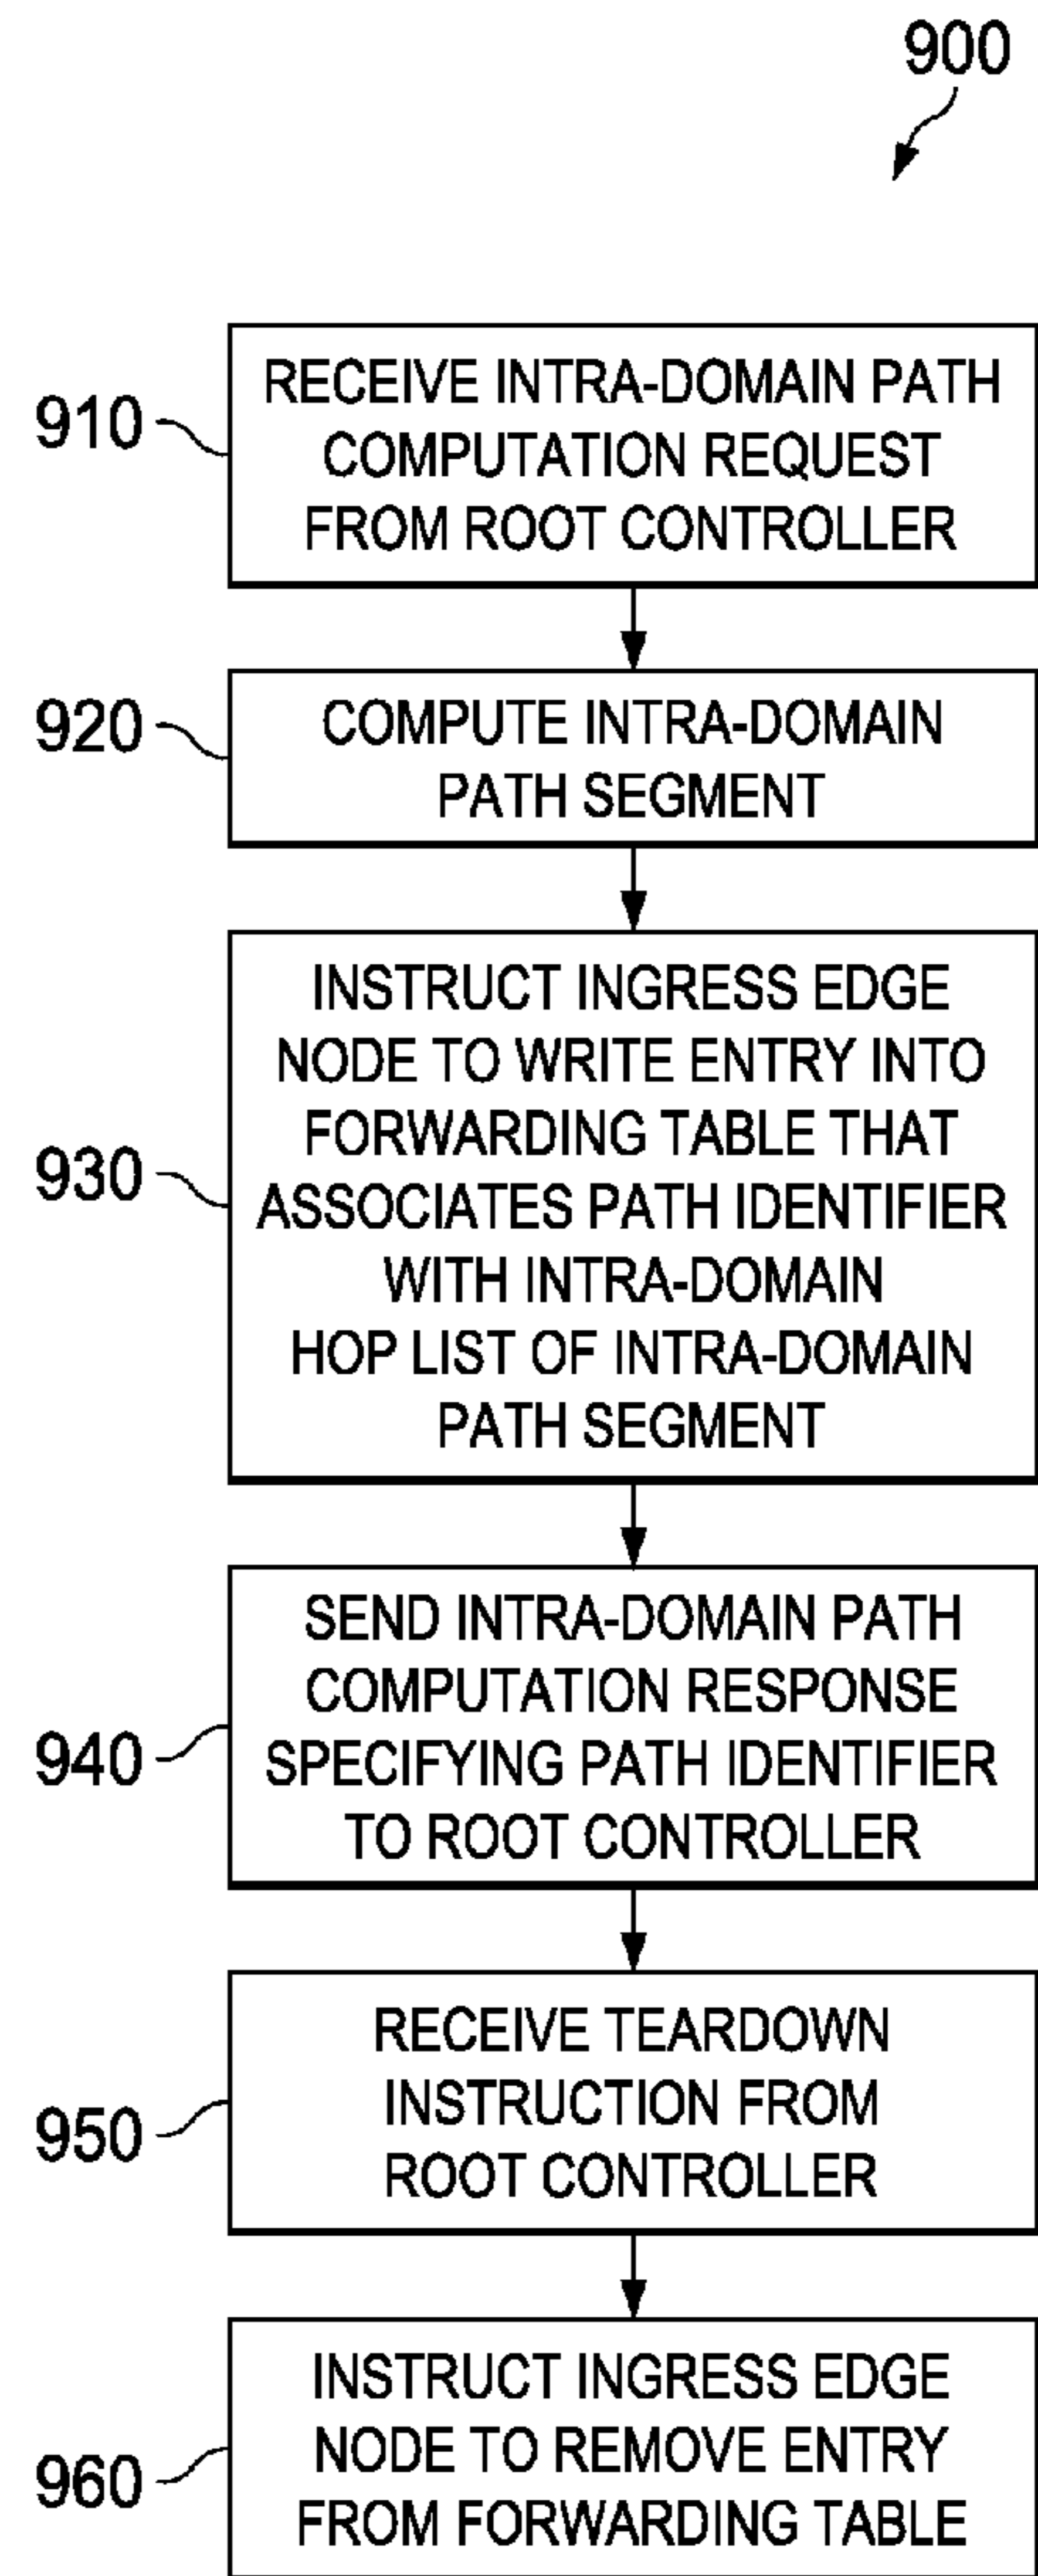 900
910
RECEIVE INTRA-DOMAIN PATH
COMPUTATION REQUEST
FROM ROOT CONTROLLER
920
COMPUTE INTRA-DOMAIN
PATH SEGMENT
930
INSTRUCT INGRESS EDGE
NODE TO WRITE ENTRY INTO
FORWARDING TABLE THAT
ASSOCIATES PATH IDENTIFIER
WITH INTRA-DOMAIN
HOP LIST OF INTRA-DOMAIN
PATH SEGMENT
940
SEND INTRA-DOMAIN PATH
COMPUTATION RESPONSE
SPECIFYING PATH IDENTIFIER
TO ROOT CONTROLLER
950
RECEIVE TEARDOWN
INSTRUCTION FROM
ROOT CONTROLLER
960
INSTRUCT INGRESS EDGE
NODE TO REMOVE ENTRY
FROM FORWARDING TABLE